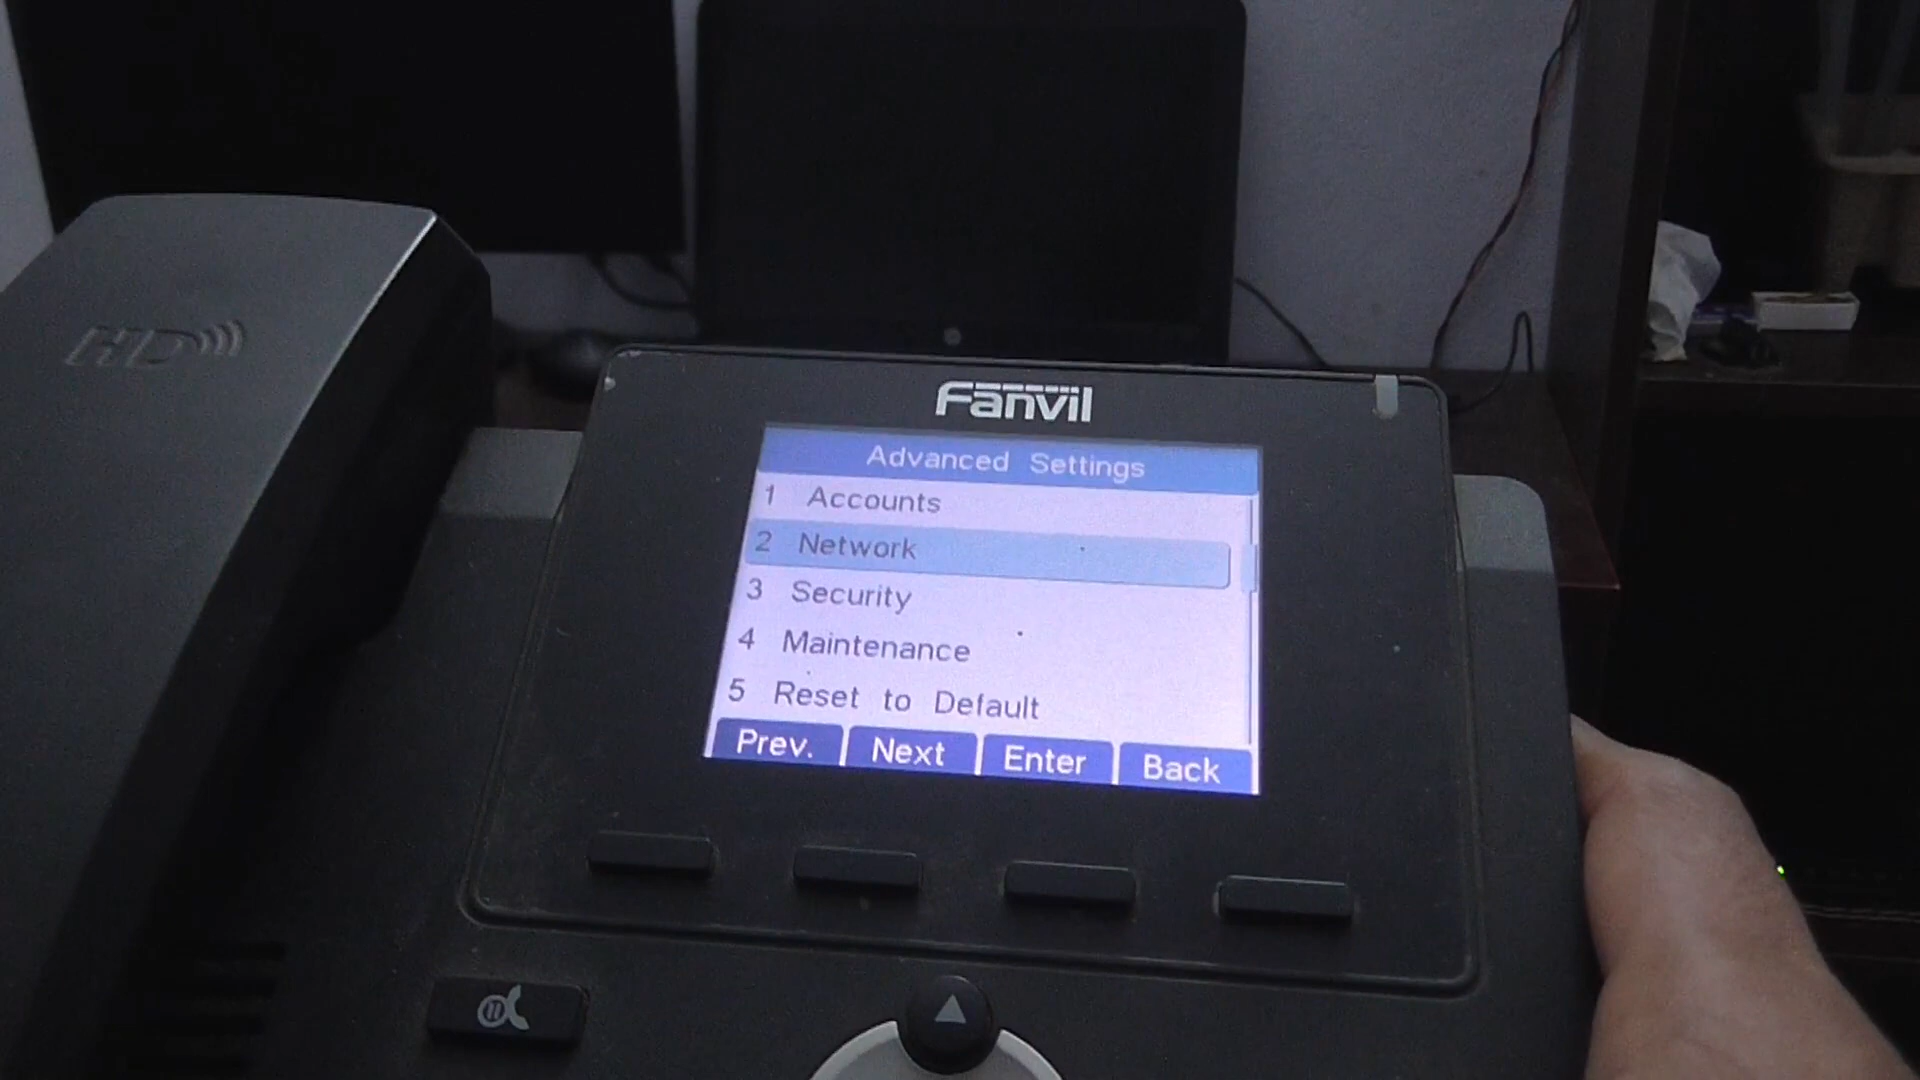 HD
Fanvil
Advanced Settings
1 Accounts
2 Network
3 Security
4 Maintenance
5 Reset to Default
Prev. Next Enter Back